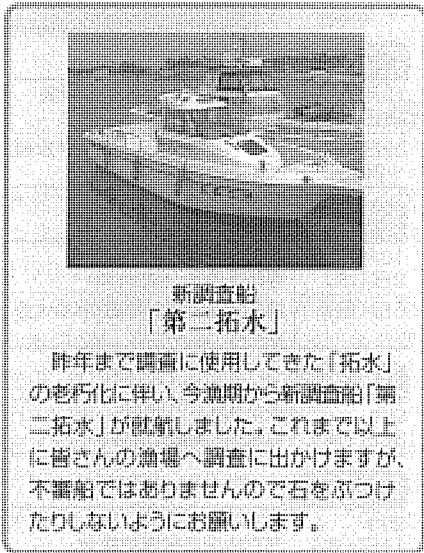 新調査船
「第二拓水」
昨年まで調査に使用してきた「拓水」
の老朽化に伴い、今漁期から新調査船「第
二拓水」が就航しました。これまで以上
に皆さんの漁場へ調査に出かけますが、
不審船ではありませんので石をぶつけ
たりしないようにお願いします。